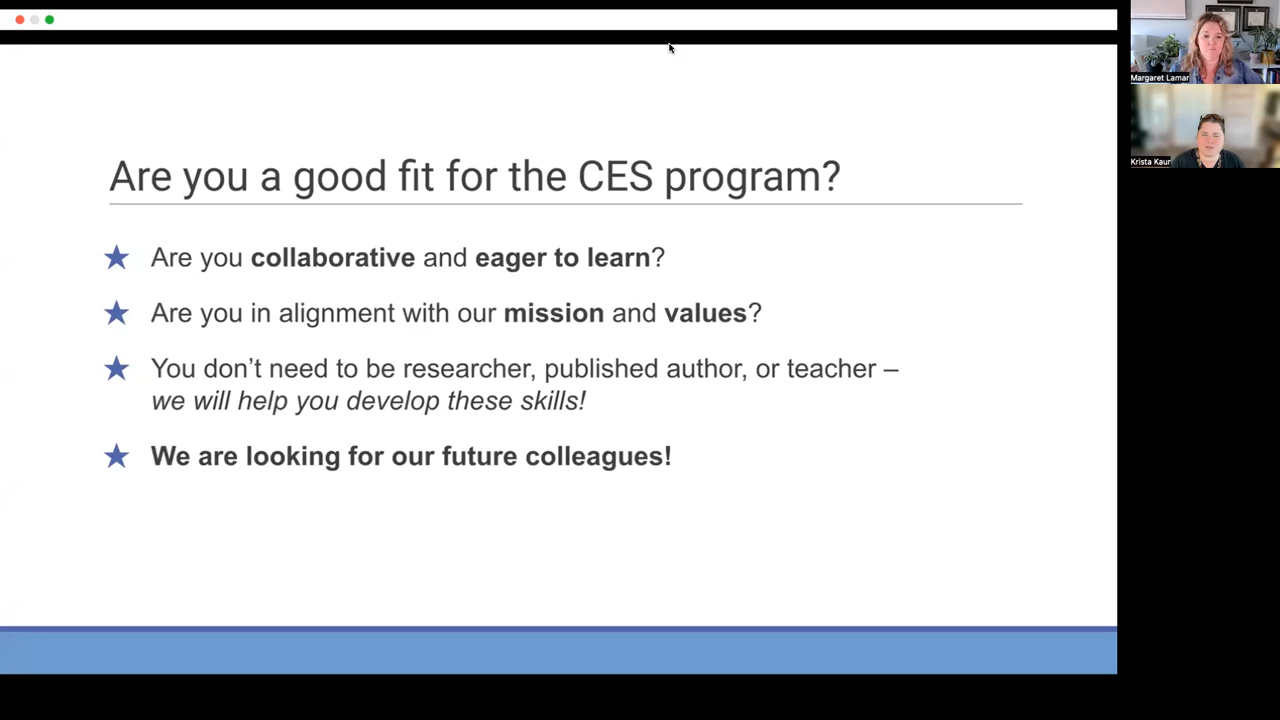 Are you a good fit for the CES program?
Are you collaborative and eager to learn?
Are you in alignment with our mission and values?
You don’t need to be researcher, published author, or teacher –
we will help you develop these skills!
We are looking for our future colleagues!
Margaret Lamar
Krista Kaur